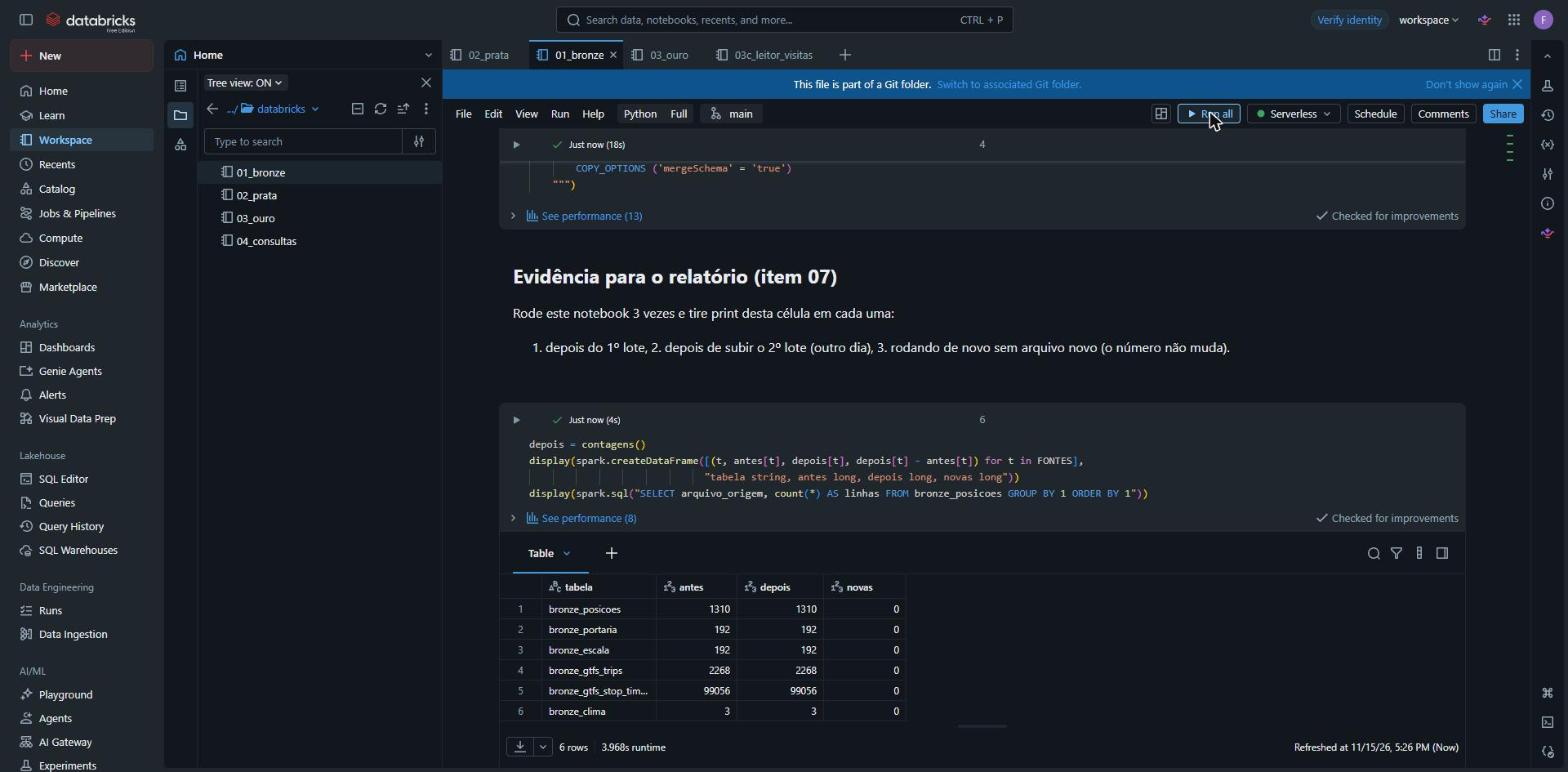 databricks
Free Edition
Search data, notebooks, recents, and more...
CTRL + P
Verify identity
workspace
F
New
Home
Learn
Workspace
Recents
Catalog
Jobs & Pipelines
Compute
Discover
Marketplace
Analytics
Dashboards
Genie Agents
Alerts
Visual Data Prep
Lakehouse
SQL Editor
Queries
Query History
SQL Warehouses
Data Engineering
Runs
Data Ingestion
AI/ML
Playground
Agents
AI Gateway
Experiments
Home
Tree view: ON
../ databricks
Type to search
01_bronze
02_prata
03_ouro
04_consultas
02_prata
01_bronze
03_ouro
03c_leitor_visitas
This file is part of a Git folder. Switch to associated Git folder.
Don't show again
File Edit View Run Help Python Full main
Run all
Serverless
Schedule
Comments
Share
Just now (18s)
4
COPY_OPTIONS ('mergeSchema' = 'true')
""")
See performance (13)
Checked for improvements
Evidência para o relatório (item 07)
Rode este notebook 3 vezes e tire print desta célula em cada uma:
1. depois do 1º lote, 2. depois de subir o 2º lote (outro dia), 3. rodando de novo sem arquivo novo (o número não muda).
Just now (4s)
6
depois = contagens()
display(spark.createDataFrame([(t, antes[t], depois[t], depois[t] - antes[t]) for t in FONTES],
"tabela string, antes long, depois long, novas long"))
display(spark.sql("SELECT arquivo_origem, count(*) AS linhas FROM bronze_posicoes GROUP BY 1 ORDER BY 1"))
See performance (8)
Checked for improvements
Table
tabela antes depois novas
1 bronze_posicoes 1310 1310 0
2 bronze_portaria 192 192 0
3 bronze_escala 192 192 0
4 bronze_gtfs_trips 2268 2268 0
5 bronze_gtfs_stop_tim... 99056 99056 0
6 bronze_clima 3 3 0
6 rows
3.968s runtime
Refreshed at 11/15/26, 5:26 PM (Now)